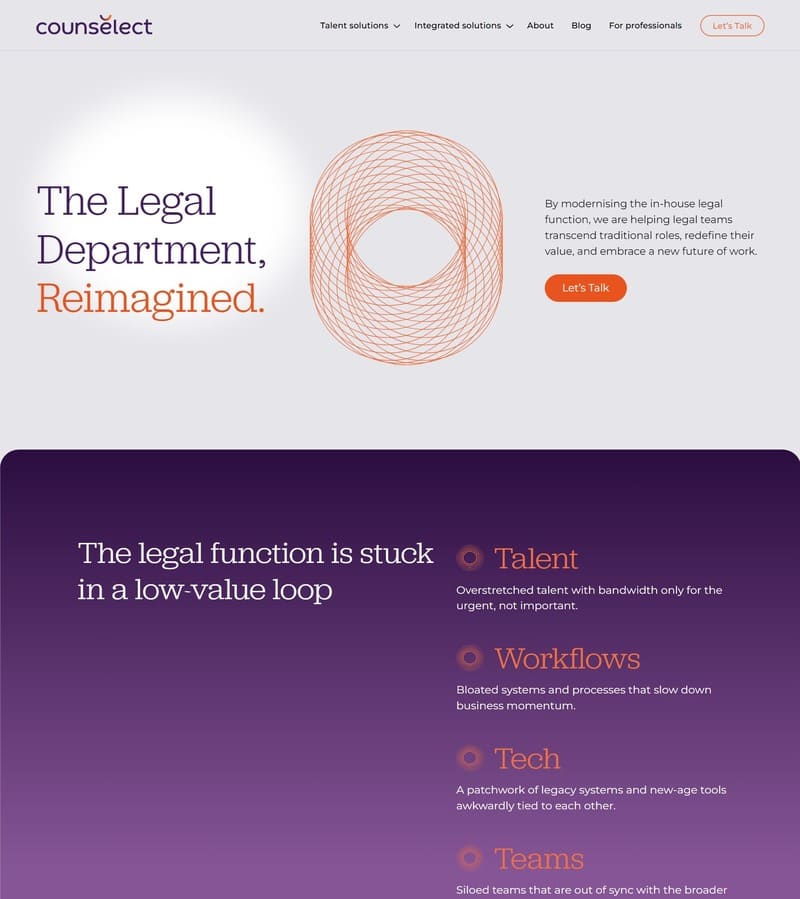 counselect
Talent solutions
Integrated solutions
About
Blog
For professionals
Let's Talk
The Legal
Department,
Reimagined.
By modernising the in-house legal
function, we are helping legal teams
transcend traditional roles, redefine their
value, and embrace a new future of work.
Let's Talk
The legal function is stuck
in a low-value loop
Talent
Overstretched talent with bandwidth only for the
urgent, not important.
Workflows
Bloated systems and processes that slow down
business momentum.
Tech
A patchwork of legacy systems and new-age tools
awkwardly tied to each other.
Teams
Siloed teams that are out of sync with the broader